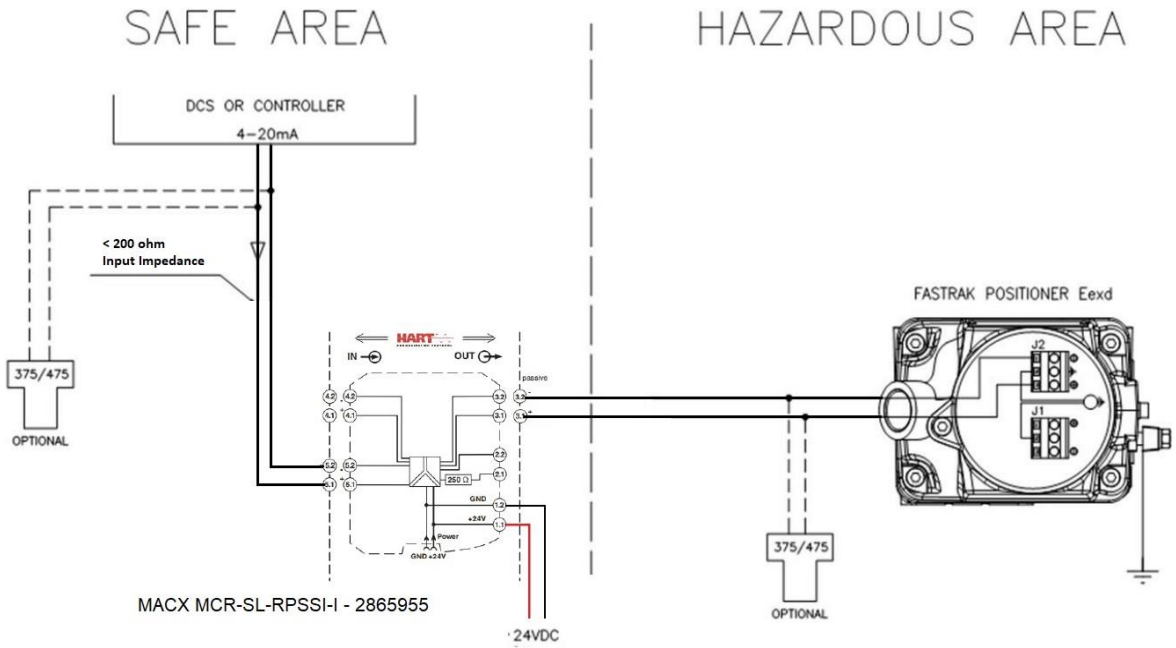 SAFE AREA
HAZARDOUS AREA
DCS OR CONTROLLER
4-20mA
< 200 ohm
Input Impedance
375/475
OPTIONAL
HART
IN
OUT
passive
4.2 - 4.2
4.1 + 4.1
5.2 - 5.2
5.1 + 5.1
3.2 3.2 -
3.1 3.1 +
2.2
250 Ω 2.1
GND 1.2
+24V 1.1
Power
GND +24V
MACX MCR-SL-RPSSI-I - 2865955
24VDC
FASTRAK POSITIONER Eexd
J2
J1
375/475
OPTIONAL